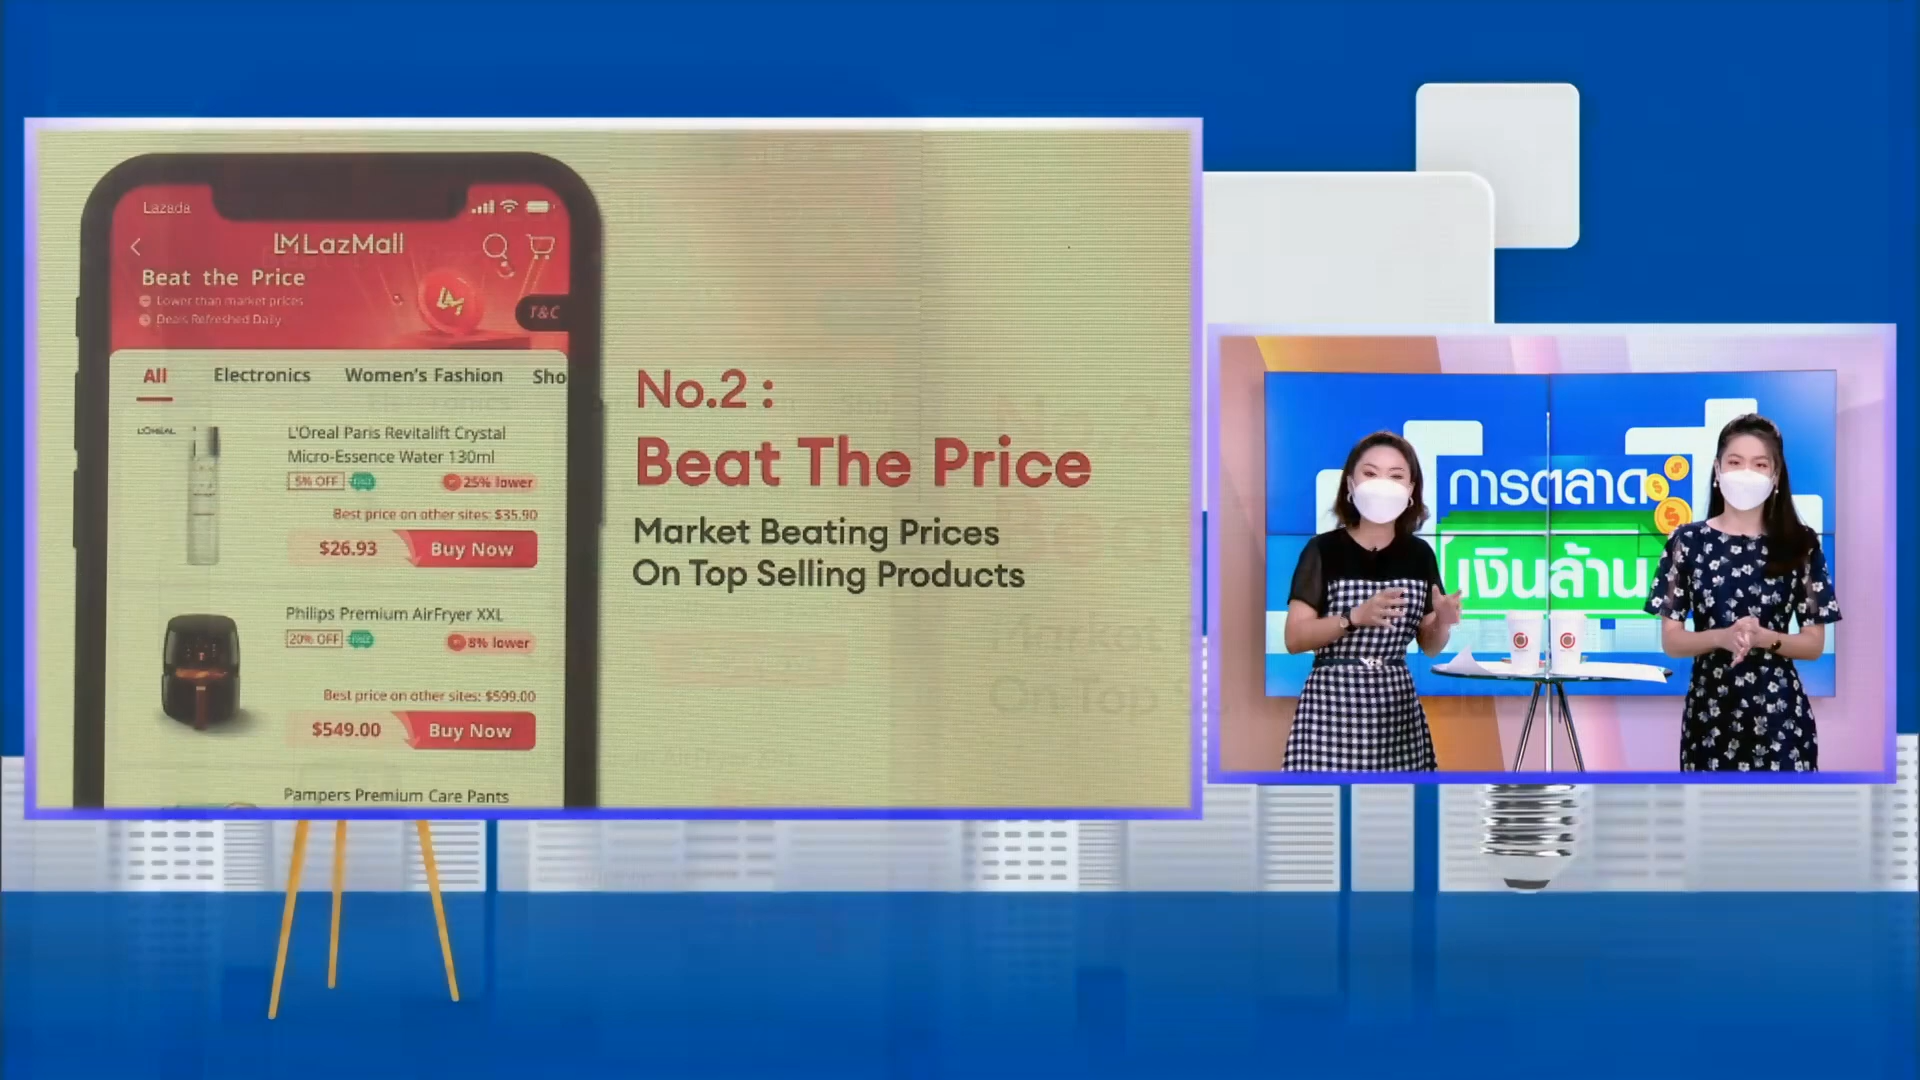 Lazada
LazMall
Beat the Price
Lower than market prices
Deals Refreshed Daily
T&C
All Electronics Women's Fashion Sho
L'OREAL
L'Oreal Paris Revitalift Crystal
Micro-Essence Water 130ml
5% OFF FREE 25% lower
Best price on other sites: $35.90
$26.93 Buy Now
Philips Premium AirFryer XXL
20% OFF FREE 8% lower
Best price on other sites: $599.00
$549.00 Buy Now
Pampers Premium Care Pants
No.2 :
Beat The Price
Market Beating Prices
On Top Selling Products
การตลาด
เงินล้าน